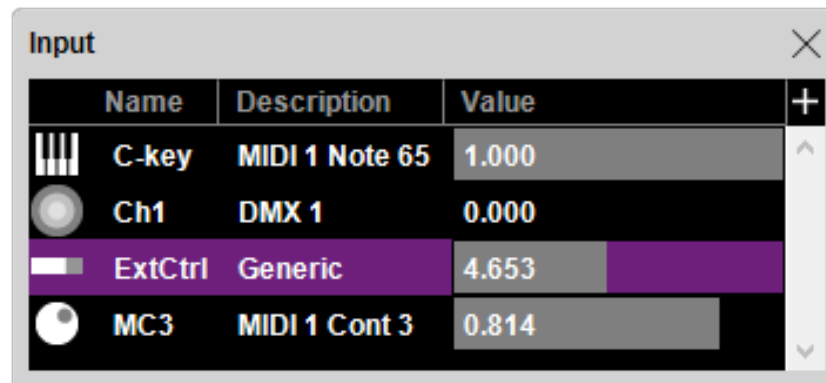 Input
Name Description Value
C-key MIDI 1 Note 65 1.000
Ch1 DMX 1 0.000
ExtCtrl Generic 4.653
MC3 MIDI 1 Cont 3 0.814